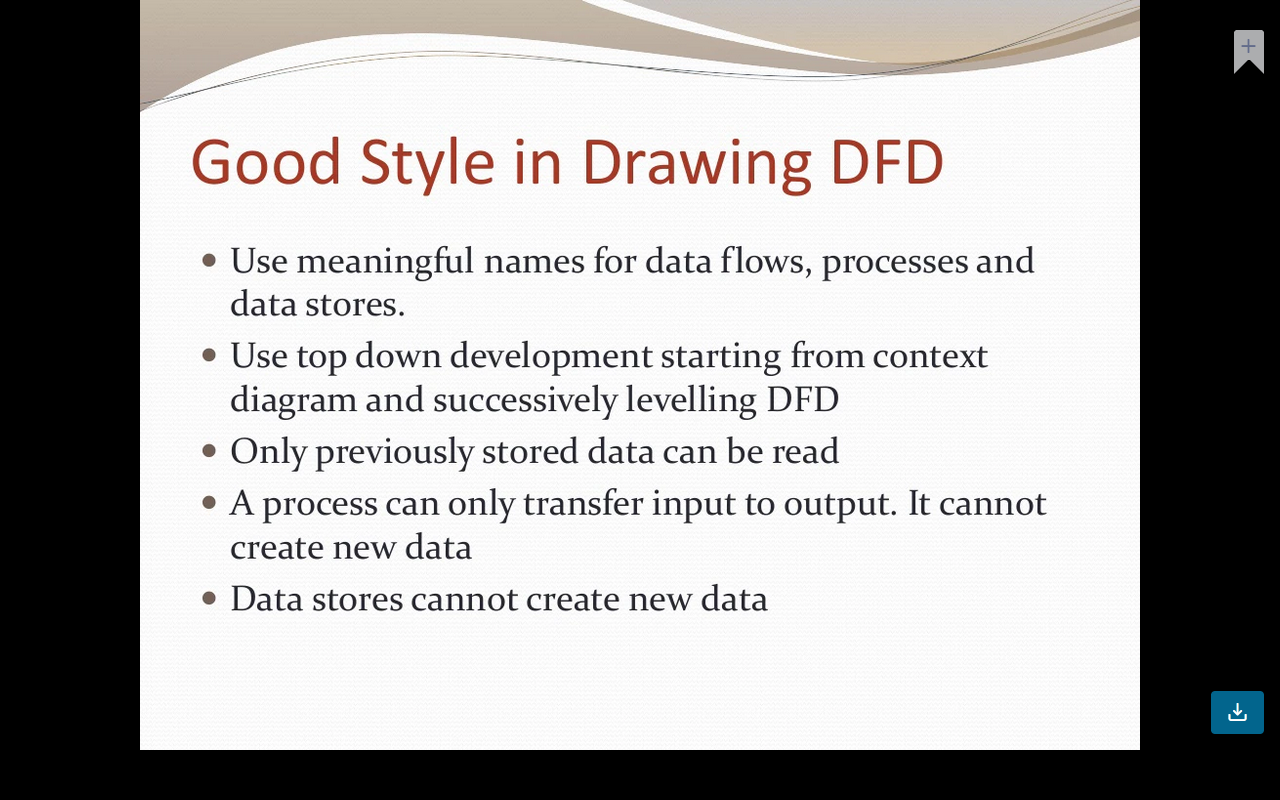 Good Style in Drawing DFD
• Use meaningful names for data flows, processes and
data stores.
• Use top down development starting from context
diagram and successively levelling DFD
• Only previously stored data can be read
• A process can only transfer input to output. It cannot
create new data
• Data stores cannot create new data